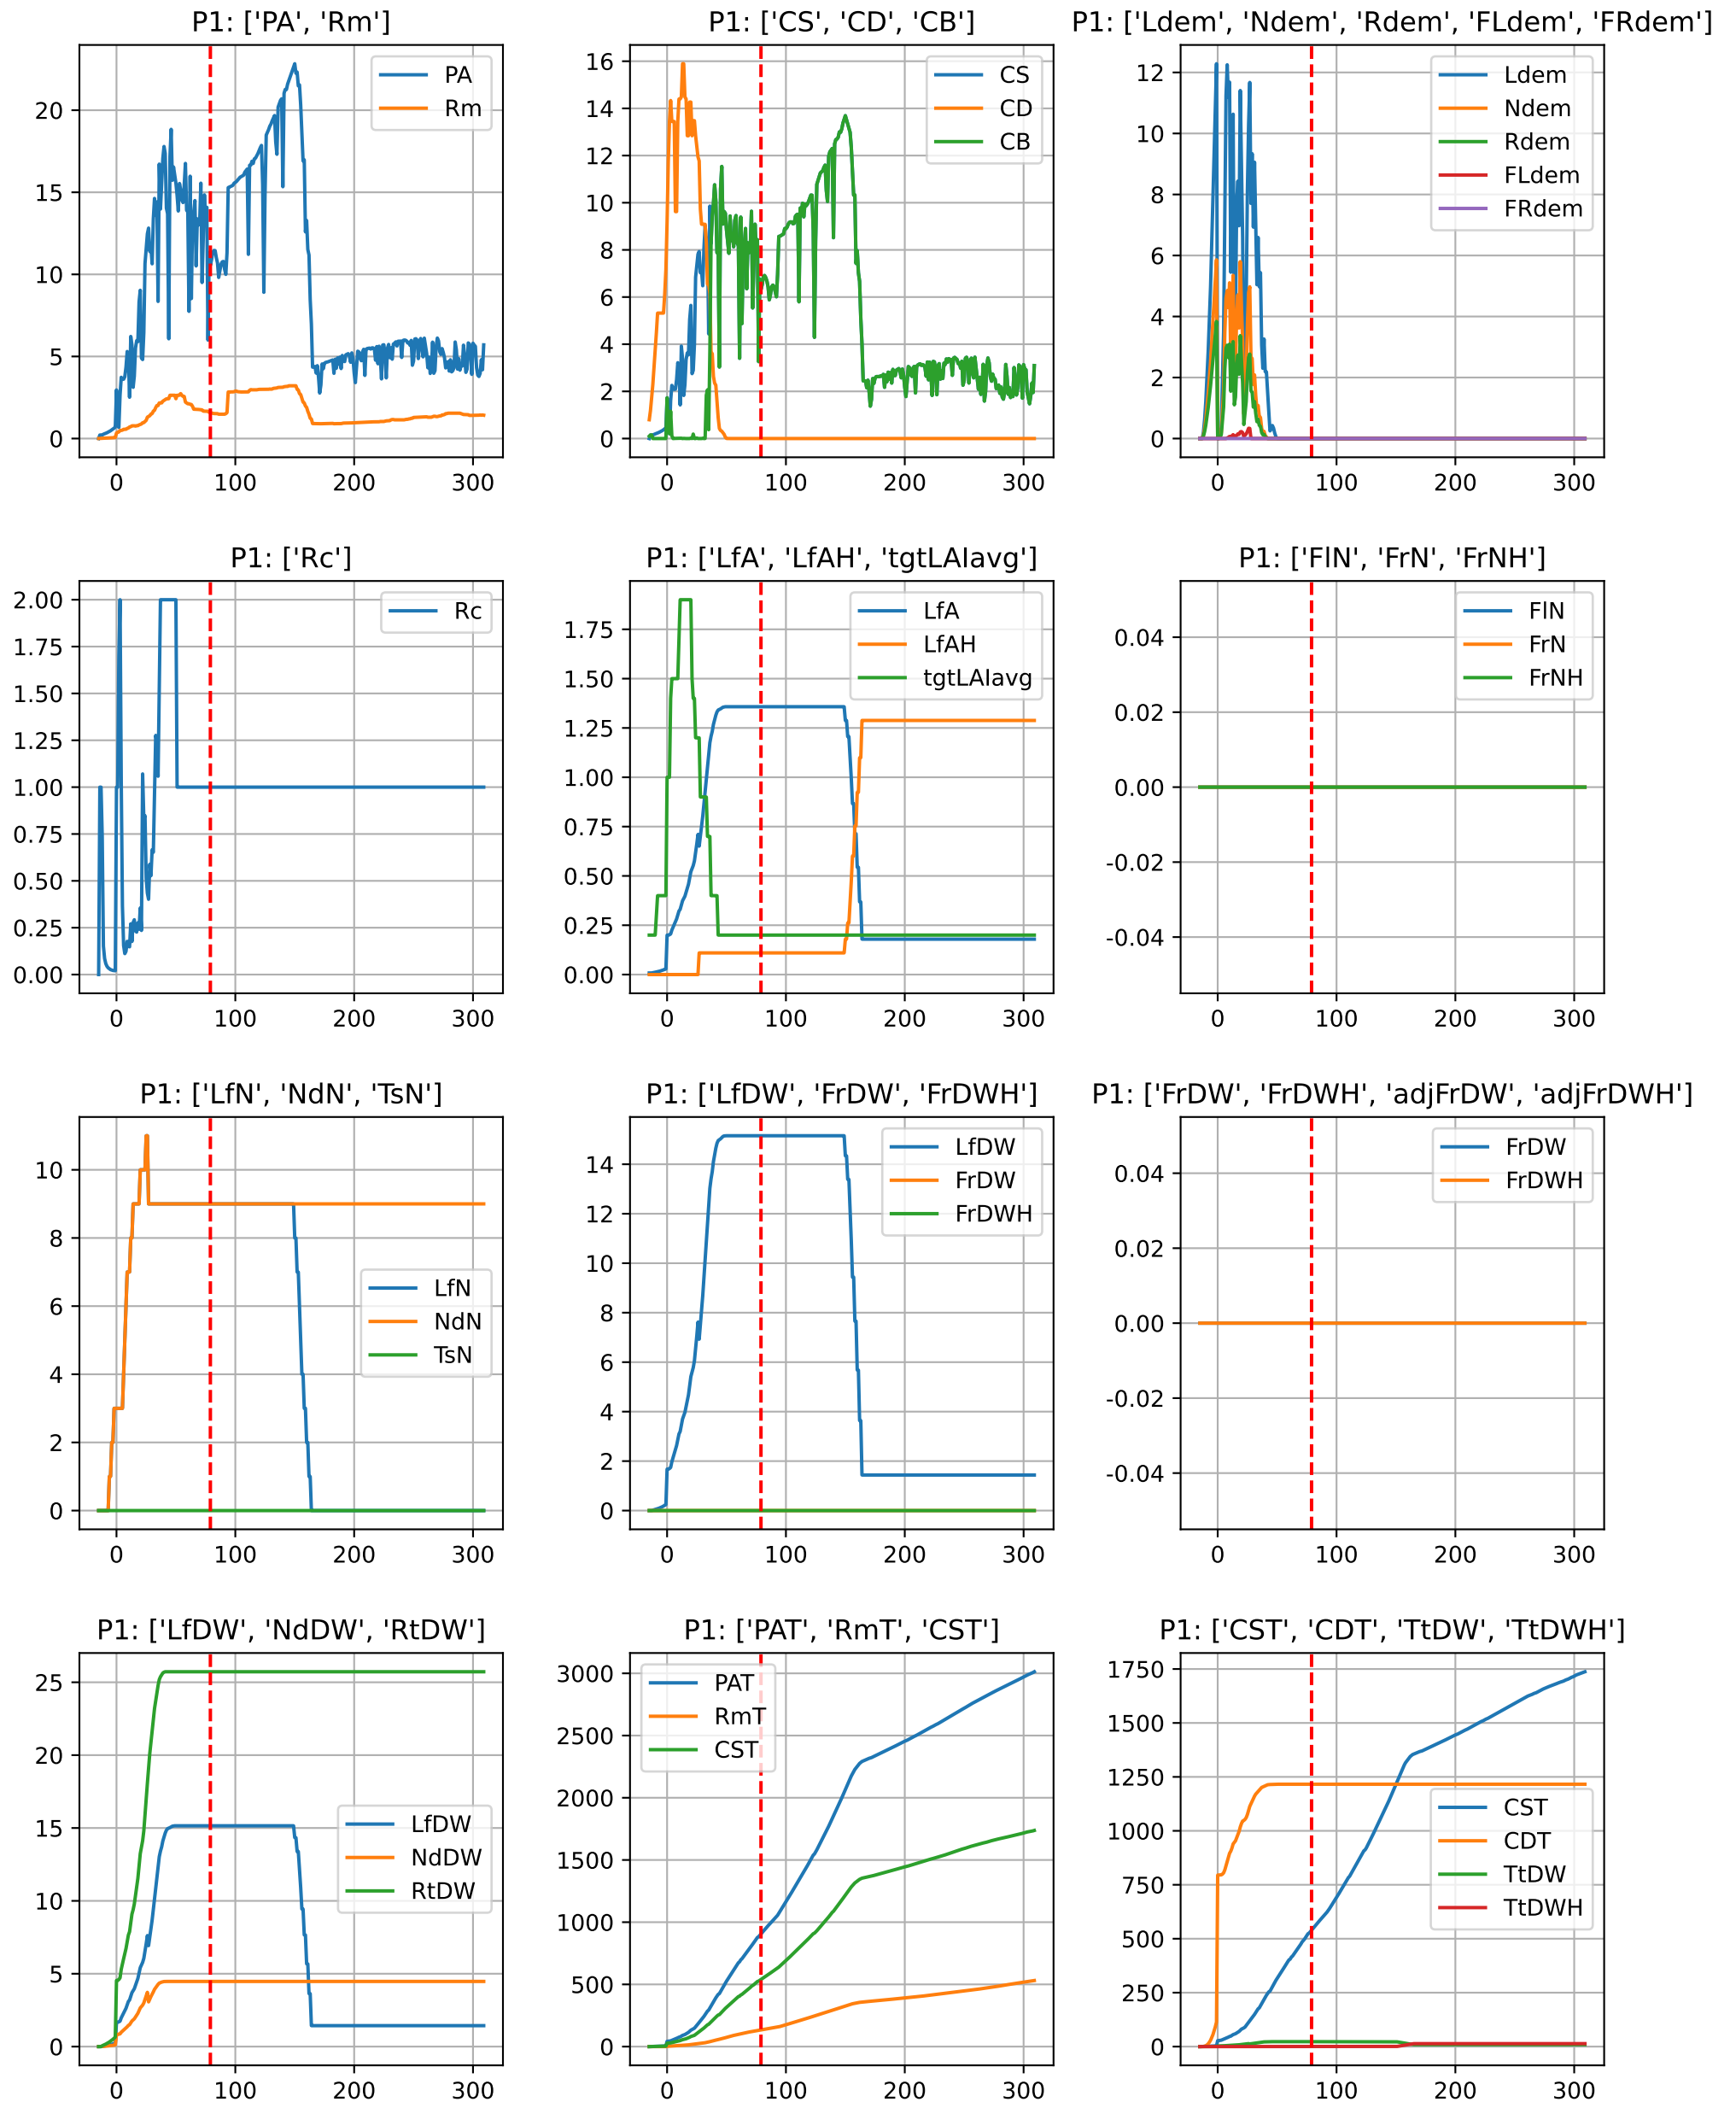 P1: ['PA', 'Rm']
P1: ['CS', 'CD', 'CB']
P1: ['Ldem', 'Ndem', 'Rdem', 'FLdem', 'FRdem']
PA
Rm
20
15
10
5
0
0 100 200 300
CS
CD
CB
16
14
12
10
8
6
4
2
0
0 100 200 300
Ldem
Ndem
Rdem
FLdem
FRdem
12
10
8
6
4
2
0
0 100 200 300
P1: ['Rc']
P1: ['LfA', 'LfAH', 'tgtLAIavg']
P1: ['FlN', 'FrN', 'FrNH']
Rc
2.00
1.75
1.50
1.25
1.00
0.75
0.50
0.25
0.00
0 100 200 300
LfA
LfAH
tgtLAIavg
1.75
1.50
1.25
1.00
0.75
0.50
0.25
0.00
0 100 200 300
FlN
FrN
FrNH
0.04
0.02
0.00
-0.02
-0.04
0 100 200 300
P1: ['LfN', 'NdN', 'TsN']
P1: ['LfDW', 'FrDW', 'FrDWH']
P1: ['FrDW', 'FrDWH', 'adjFrDW', 'adjFrDWH']
10
8
6
4
2
0
LfN
NdN
TsN
0 100 200 300
LfDW
FrDW
FrDWH
14
12
10
8
6
4
2
0
0 100 200 300
FrDW
FrDWH
0.04
0.02
0.00
-0.02
-0.04
0 100 200 300
P1: ['LfDW', 'NdDW', 'RtDW']
P1: ['PAT', 'RmT', 'CST']
P1: ['CST', 'CDT', 'TtDW', 'TtDWH']
25
20
15
10
5
0
LfDW
NdDW
RtDW
0 100 200 300
PAT
RmT
CST
3000
2500
2000
1500
1000
500
0
0 100 200 300
1750
1500
1250
1000
750
500
250
0
CST
CDT
TtDW
TtDWH
0 100 200 300